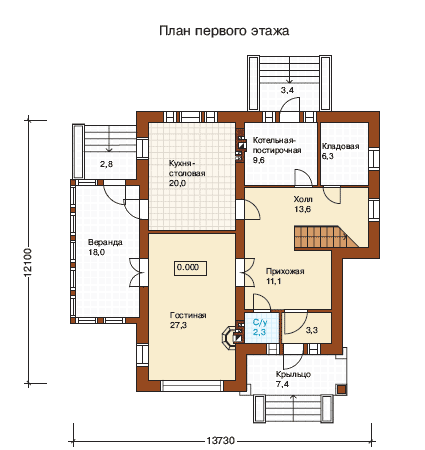 План первого этажа
3,4
2,8
Кухня-
столовая
20,0
Котельная-
постирочная
9,6
Кладовая
6,3
Холл
13,6
Веранда
18,0
0.000
Прихожая
11,1
Гостиная
27,3
С/у
2,3
3,3
Крыльцо
7,4
12100
13730